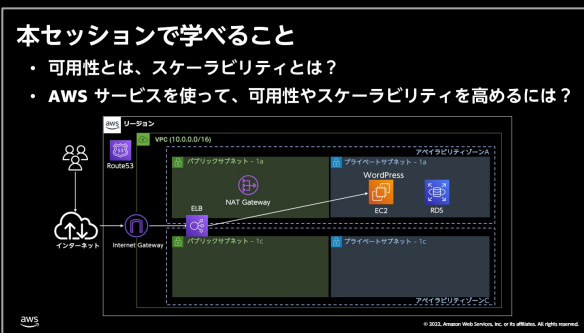 本セッションで学べること
• 可用性とは、スケーラビリティとは？
• AWS サービスを使って、可用性やスケーラビリティを高めるには？
aws リージョン
VPC (10.0.0.0/16)
Route53
アベイラビリティゾーンA
パブリックサブネット – 1a
プライベートサブネット – 1a
WordPress
NAT Gateway
EC2
RDS
ELB
インターネット
Internet Gateway
パブリックサブネット – 1c
プライベートサブネット – 1c
アベイラビリティゾーンC
aws
© 2022, Amazon Web Services, Inc. or its affiliates. All rights reserved.